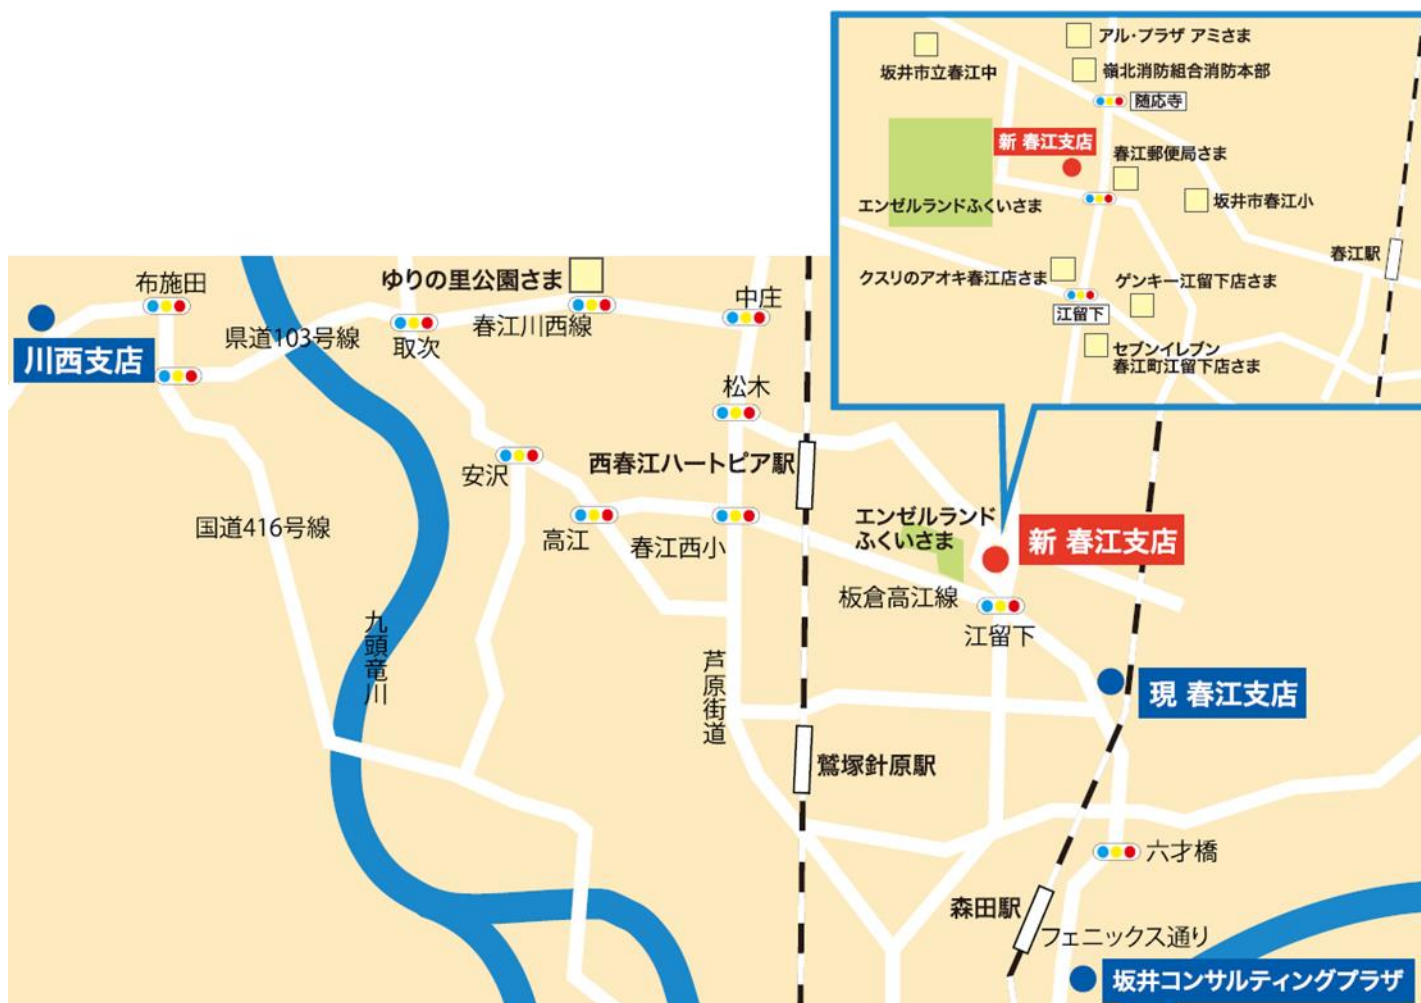 アル・プラザ アミさま
坂井市立春江中
嶺北消防組合消防本部
随応寺
新 春江支店
春江郵便局さま
エンゼルランドふくいさま
坂井市春江小
春江駅
クスリのアオキ春江店さま
ゲンキー江留下店さま
江留下
セブンイレブン
春江町江留下店さま
布施田
ゆりの里公園さま
中庄
川西支店
県道103号線
取次
春江川西線
松木
西春江ハートピア駅
安沢
国道416号線
高江
春江西小
エンゼルランド
ふくいさま
新 春江支店
板倉高江線
江留下
九頭竜川
芦原街道
現 春江支店
鷲塚針原駅
六才橋
森田駅
フェニックス通り
坂井コンサルティングプラザ